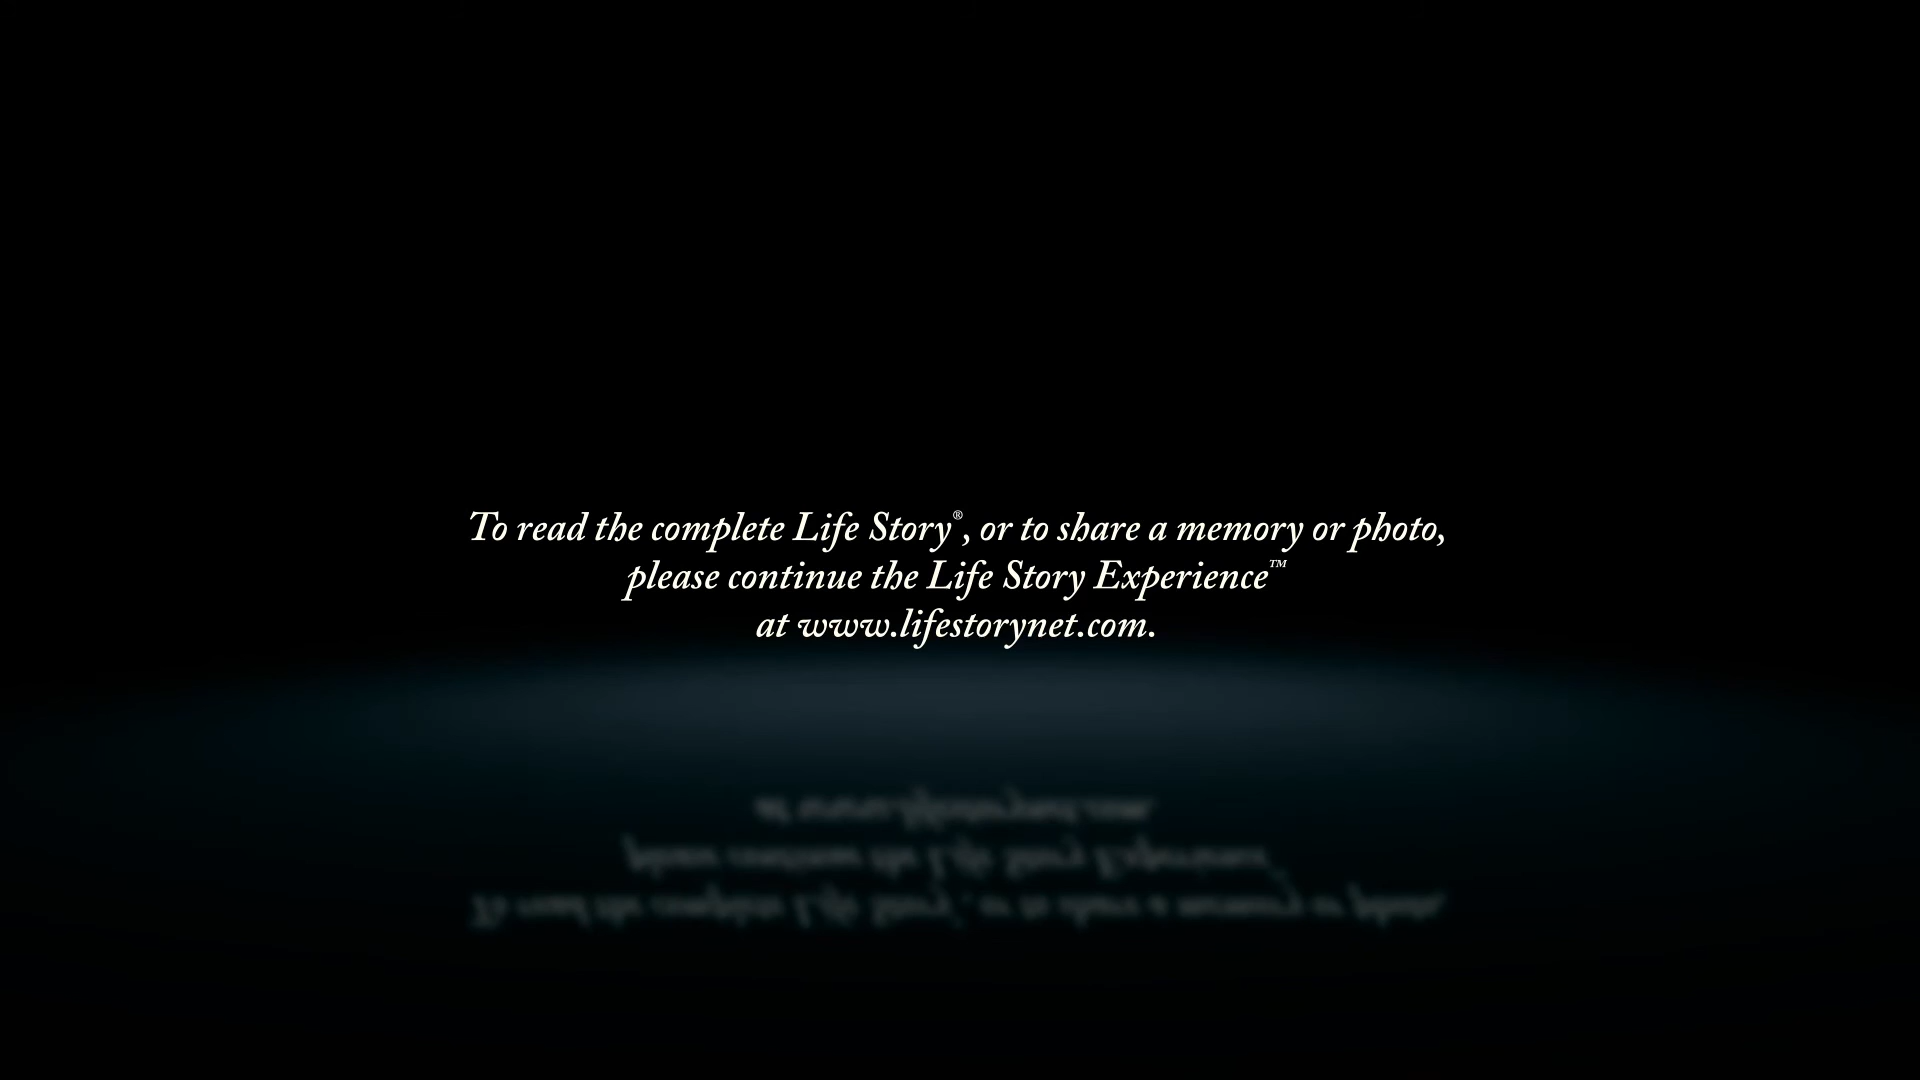 To read the complete Life Story®, or to share a memory or photo,
please continue the Life Story Experience™
at www.lifestorynet.com.